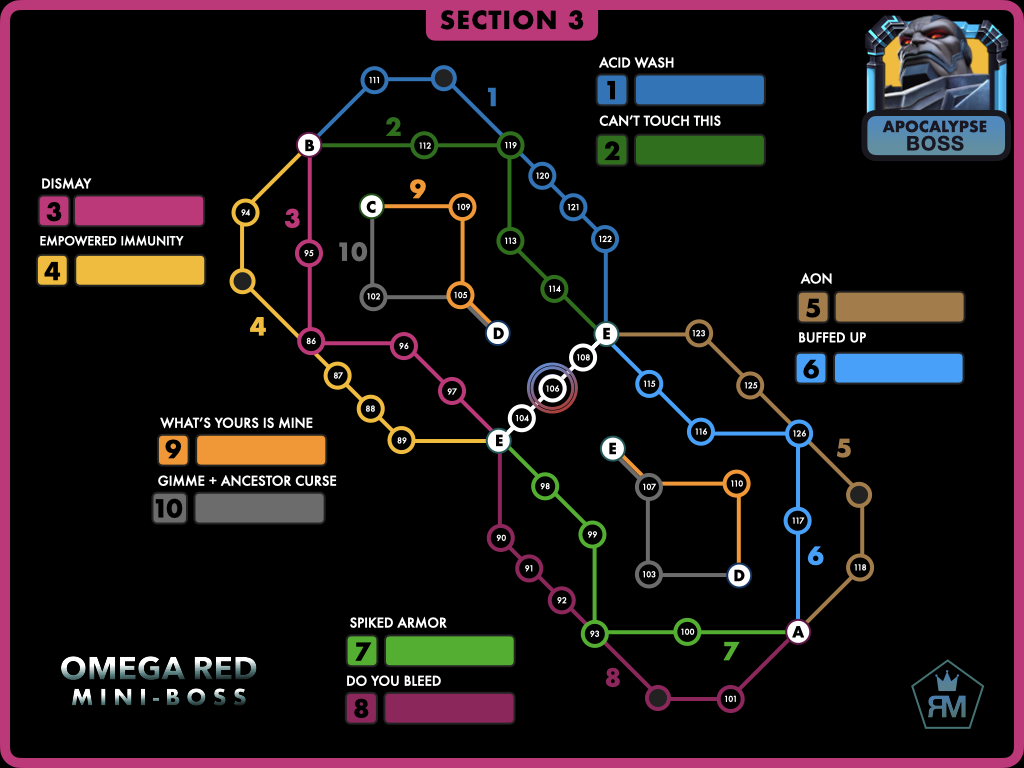 SECTION 3
APOCALYPSE
BOSS
ACID WASH
1
CAN'T TOUCH THIS
2
DISMAY
3
EMPOWERED IMMUNITY
4
AON
5
BUFFED UP
6
WHAT'S YOURS IS MINE
9
GIMME + ANCESTOR CURSE
10
SPIKED ARMOR
7
DO YOU BLEED
8
OMEGA RED
MINI-BOSS
111
1
2
B
112
119
120
94
3
95
C
9
109
121
10
113
122
102
105
114
4
86
96
D
E
123
108
87
97
106
115
125
88
104
89
E
116
126
5
E
98
107
110
117
99
90
6
91
103
D
118
92
93
100
7
A
8
101
RM